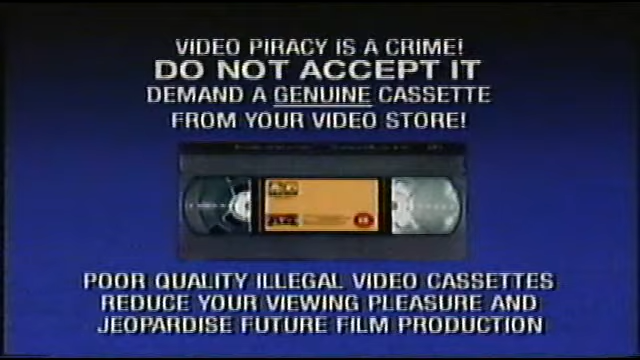 VIDEO PIRACY IS A CRIME!
DO NOT ACCEPT IT
DEMAND A GENUINE CASSETTE
FROM YOUR VIDEO STORE!
POOR QUALITY ILLEGAL VIDEO CASSETTES
REDUCE YOUR VIEWING PLEASURE AND
JEOPARDISE FUTURE FILM PRODUCTION